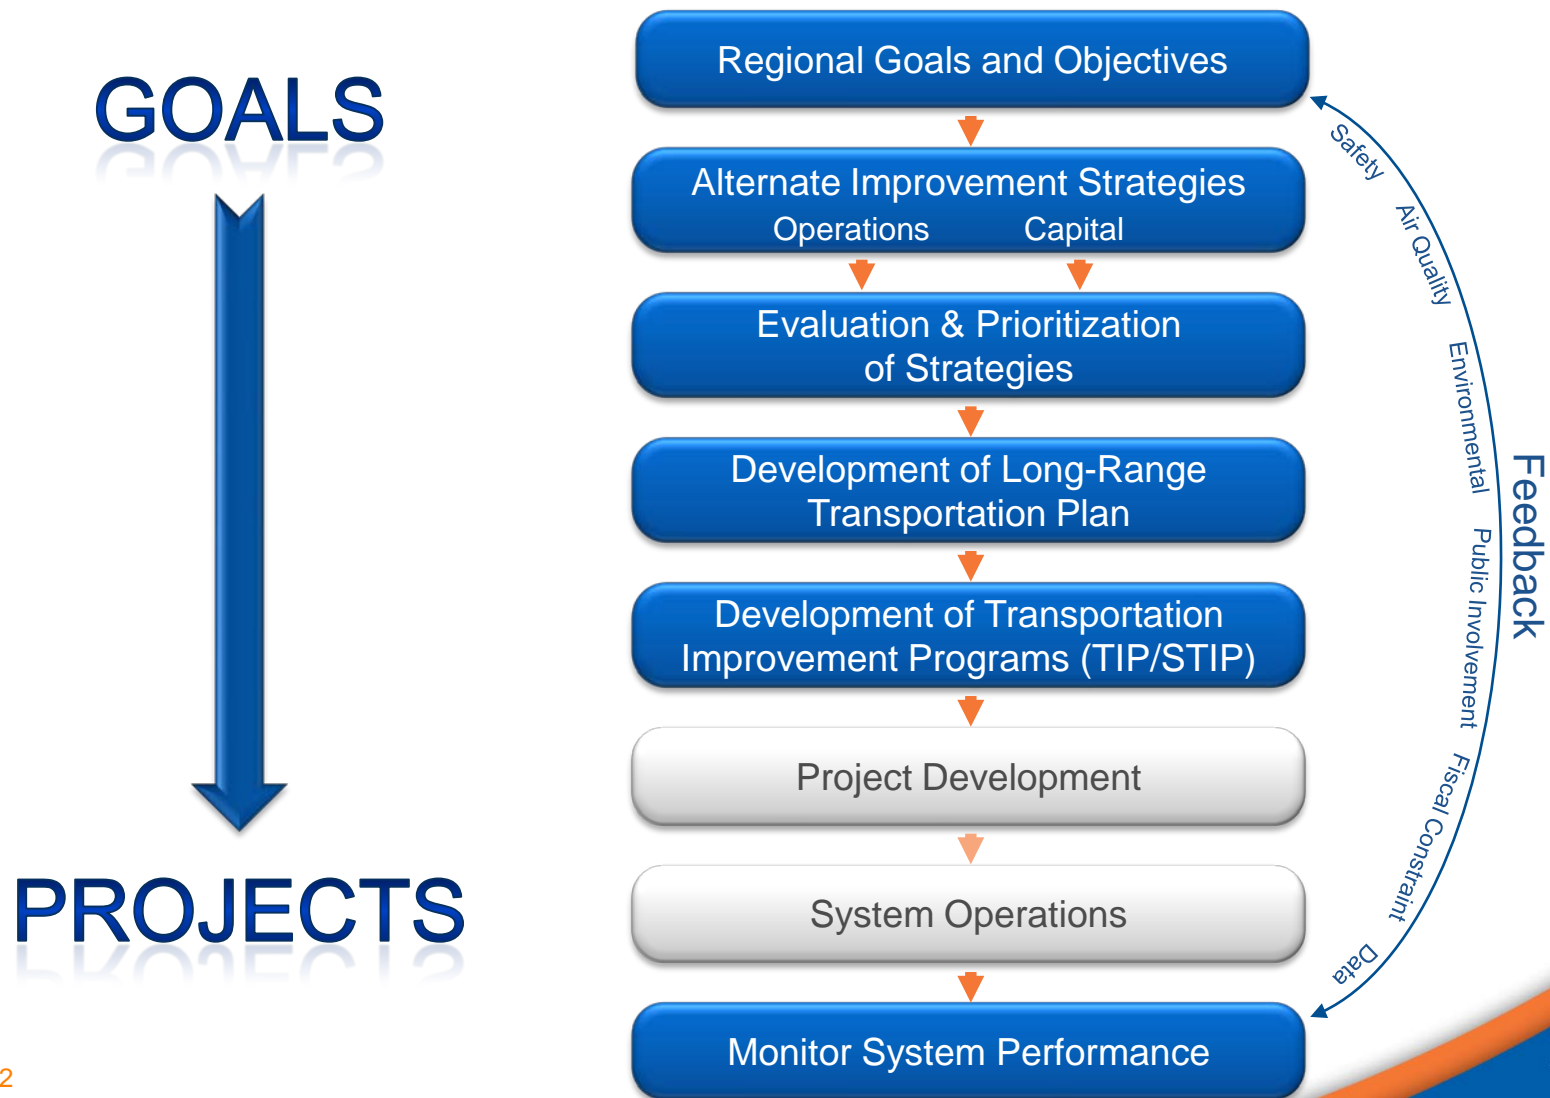 GOALS
PROJECTS
Regional Goals and Objectives
Alternate Improvement Strategies
Operations Capital
Evaluation & Prioritization
of Strategies
Development of Long-Range
Transportation Plan
Development of Transportation
Improvement Programs (TIP/STIP)
Project Development
System Operations
Monitor System Performance
Safety
Air Quality
Environmental
Public Involvement
Fiscal Constraint
Data
Feedback
2